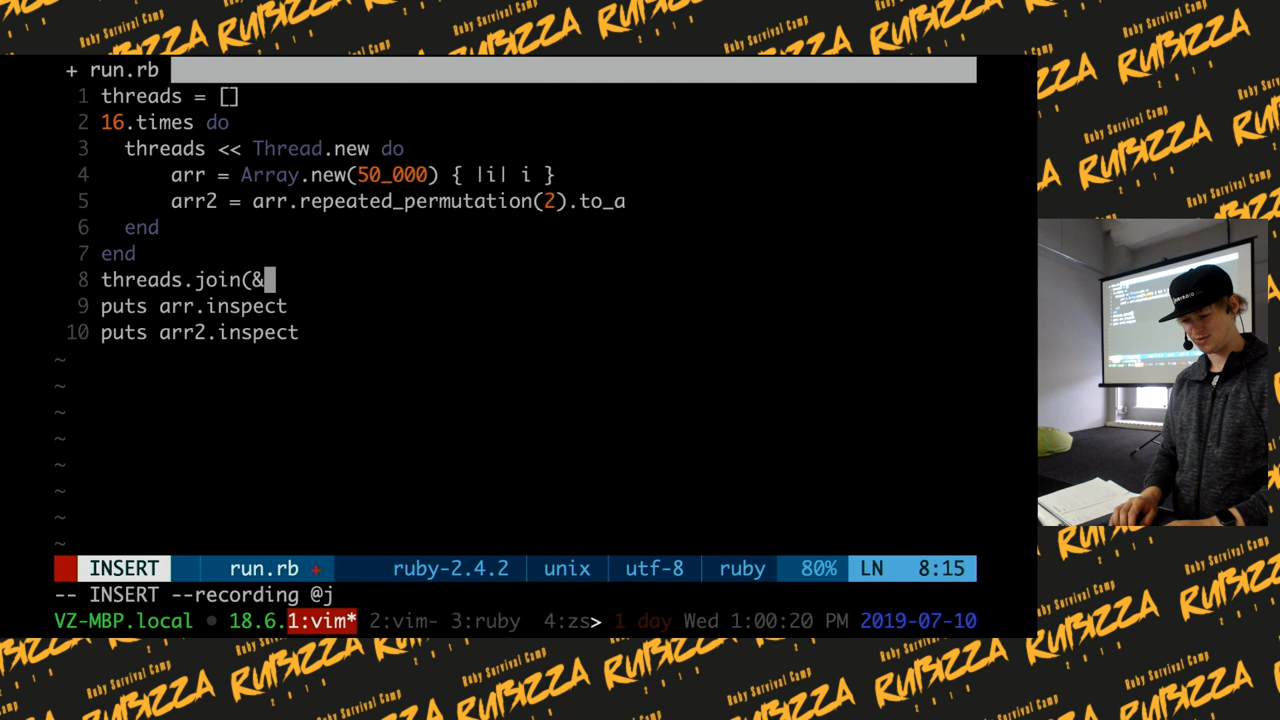 Ruby Survival Camp
RUBIZZA
2019
+ run.rb
1 threads = []
2 16.times do
3 threads << Thread.new do
4 arr = Array.new(50_000) { |i| i }
5 arr2 = arr.repeated_permutation(2).to_a
6 end
7 end
8 threads.join(&
9 puts arr.inspect
10 puts arr2.inspect
~
~
~
~
~
~
~
~
INSERT run.rb + ruby-2.4.2 unix utf-8 ruby 80% LN 8:15
-- INSERT --recording @j
VZ-MBP.local ● 18.6.1:vim* 2:vim- 3:ruby 4:zs> 1 day Wed 1:00:20 PM 2019-07-10